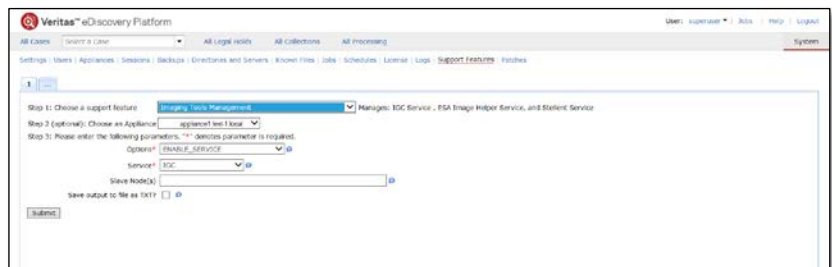 Veritas™ eDiscovery Platform
User: superuser | Jobs | Help | Logout
All Cases Select a Case All Legal Holds All Collections All Processing System
Settings | Users | Appliances | Sessions | Backups | Directories and Servers | Known Files | Jobs | Schedules | License | Logs | Support Features | Patches
1 ...
Step 1: Choose a support feature Imaging Tools Management Manages: IGC Service , ESA Image Helper Service, and Stellent Service
Step 2 (optional): Choose an Appliance
Step 3: Please enter the following parameters. "*" denotes parameter is required.
Options* ENABLE_SERVICE
Service* IGC
Slave Node(s)
Save output to file as TXT?
Submit